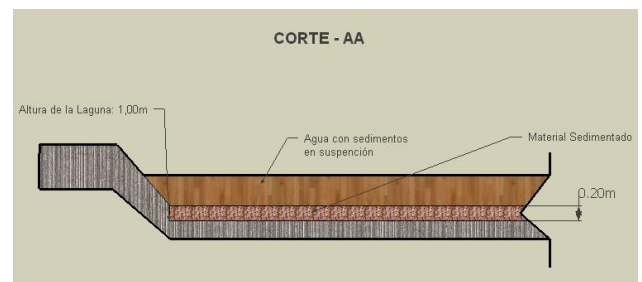 CORTE - AA
Altura de la Laguna: 1,00m
Agua con sedimentos
en suspención
Material Sedimentado
0.20m